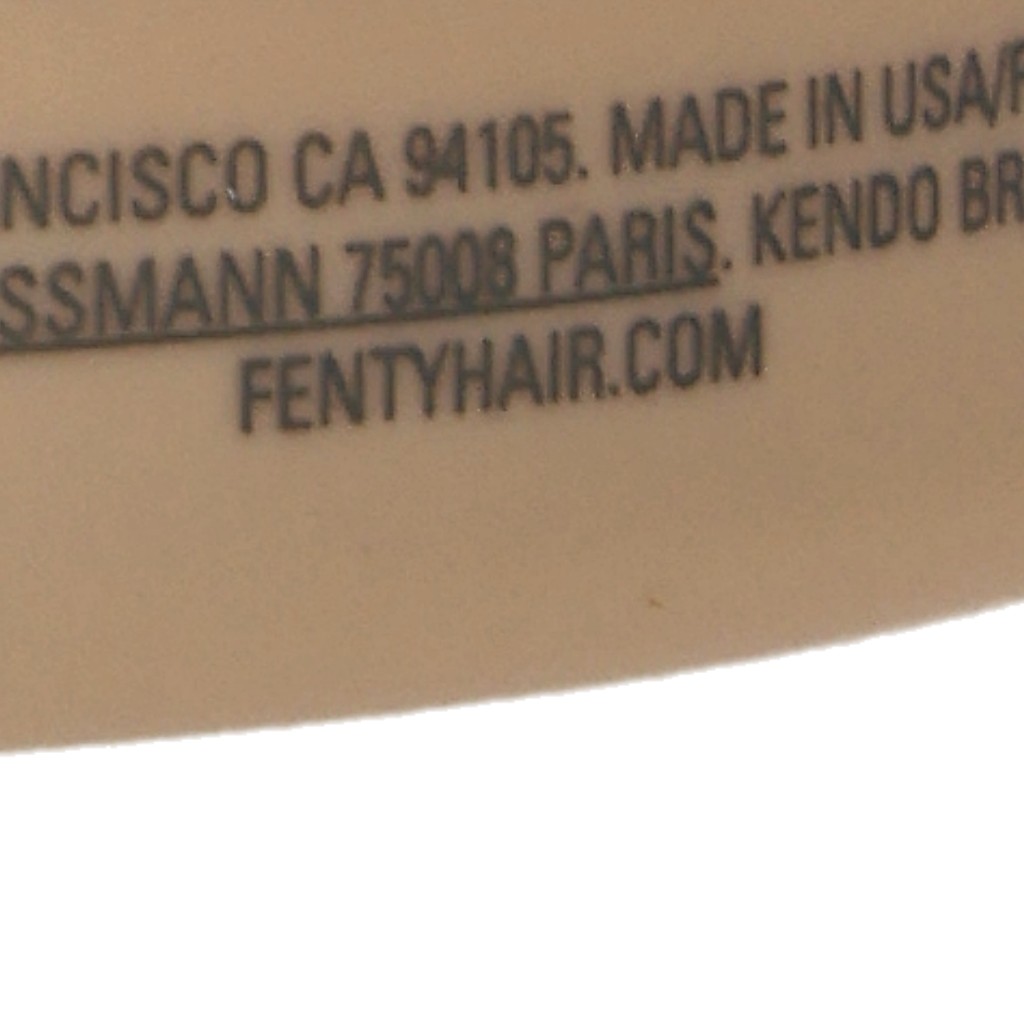 NCISCO CA 94105. MADE IN USA/F
SSMANN 75008 PARIS. KENDO BR
FENTYHAIR.COM